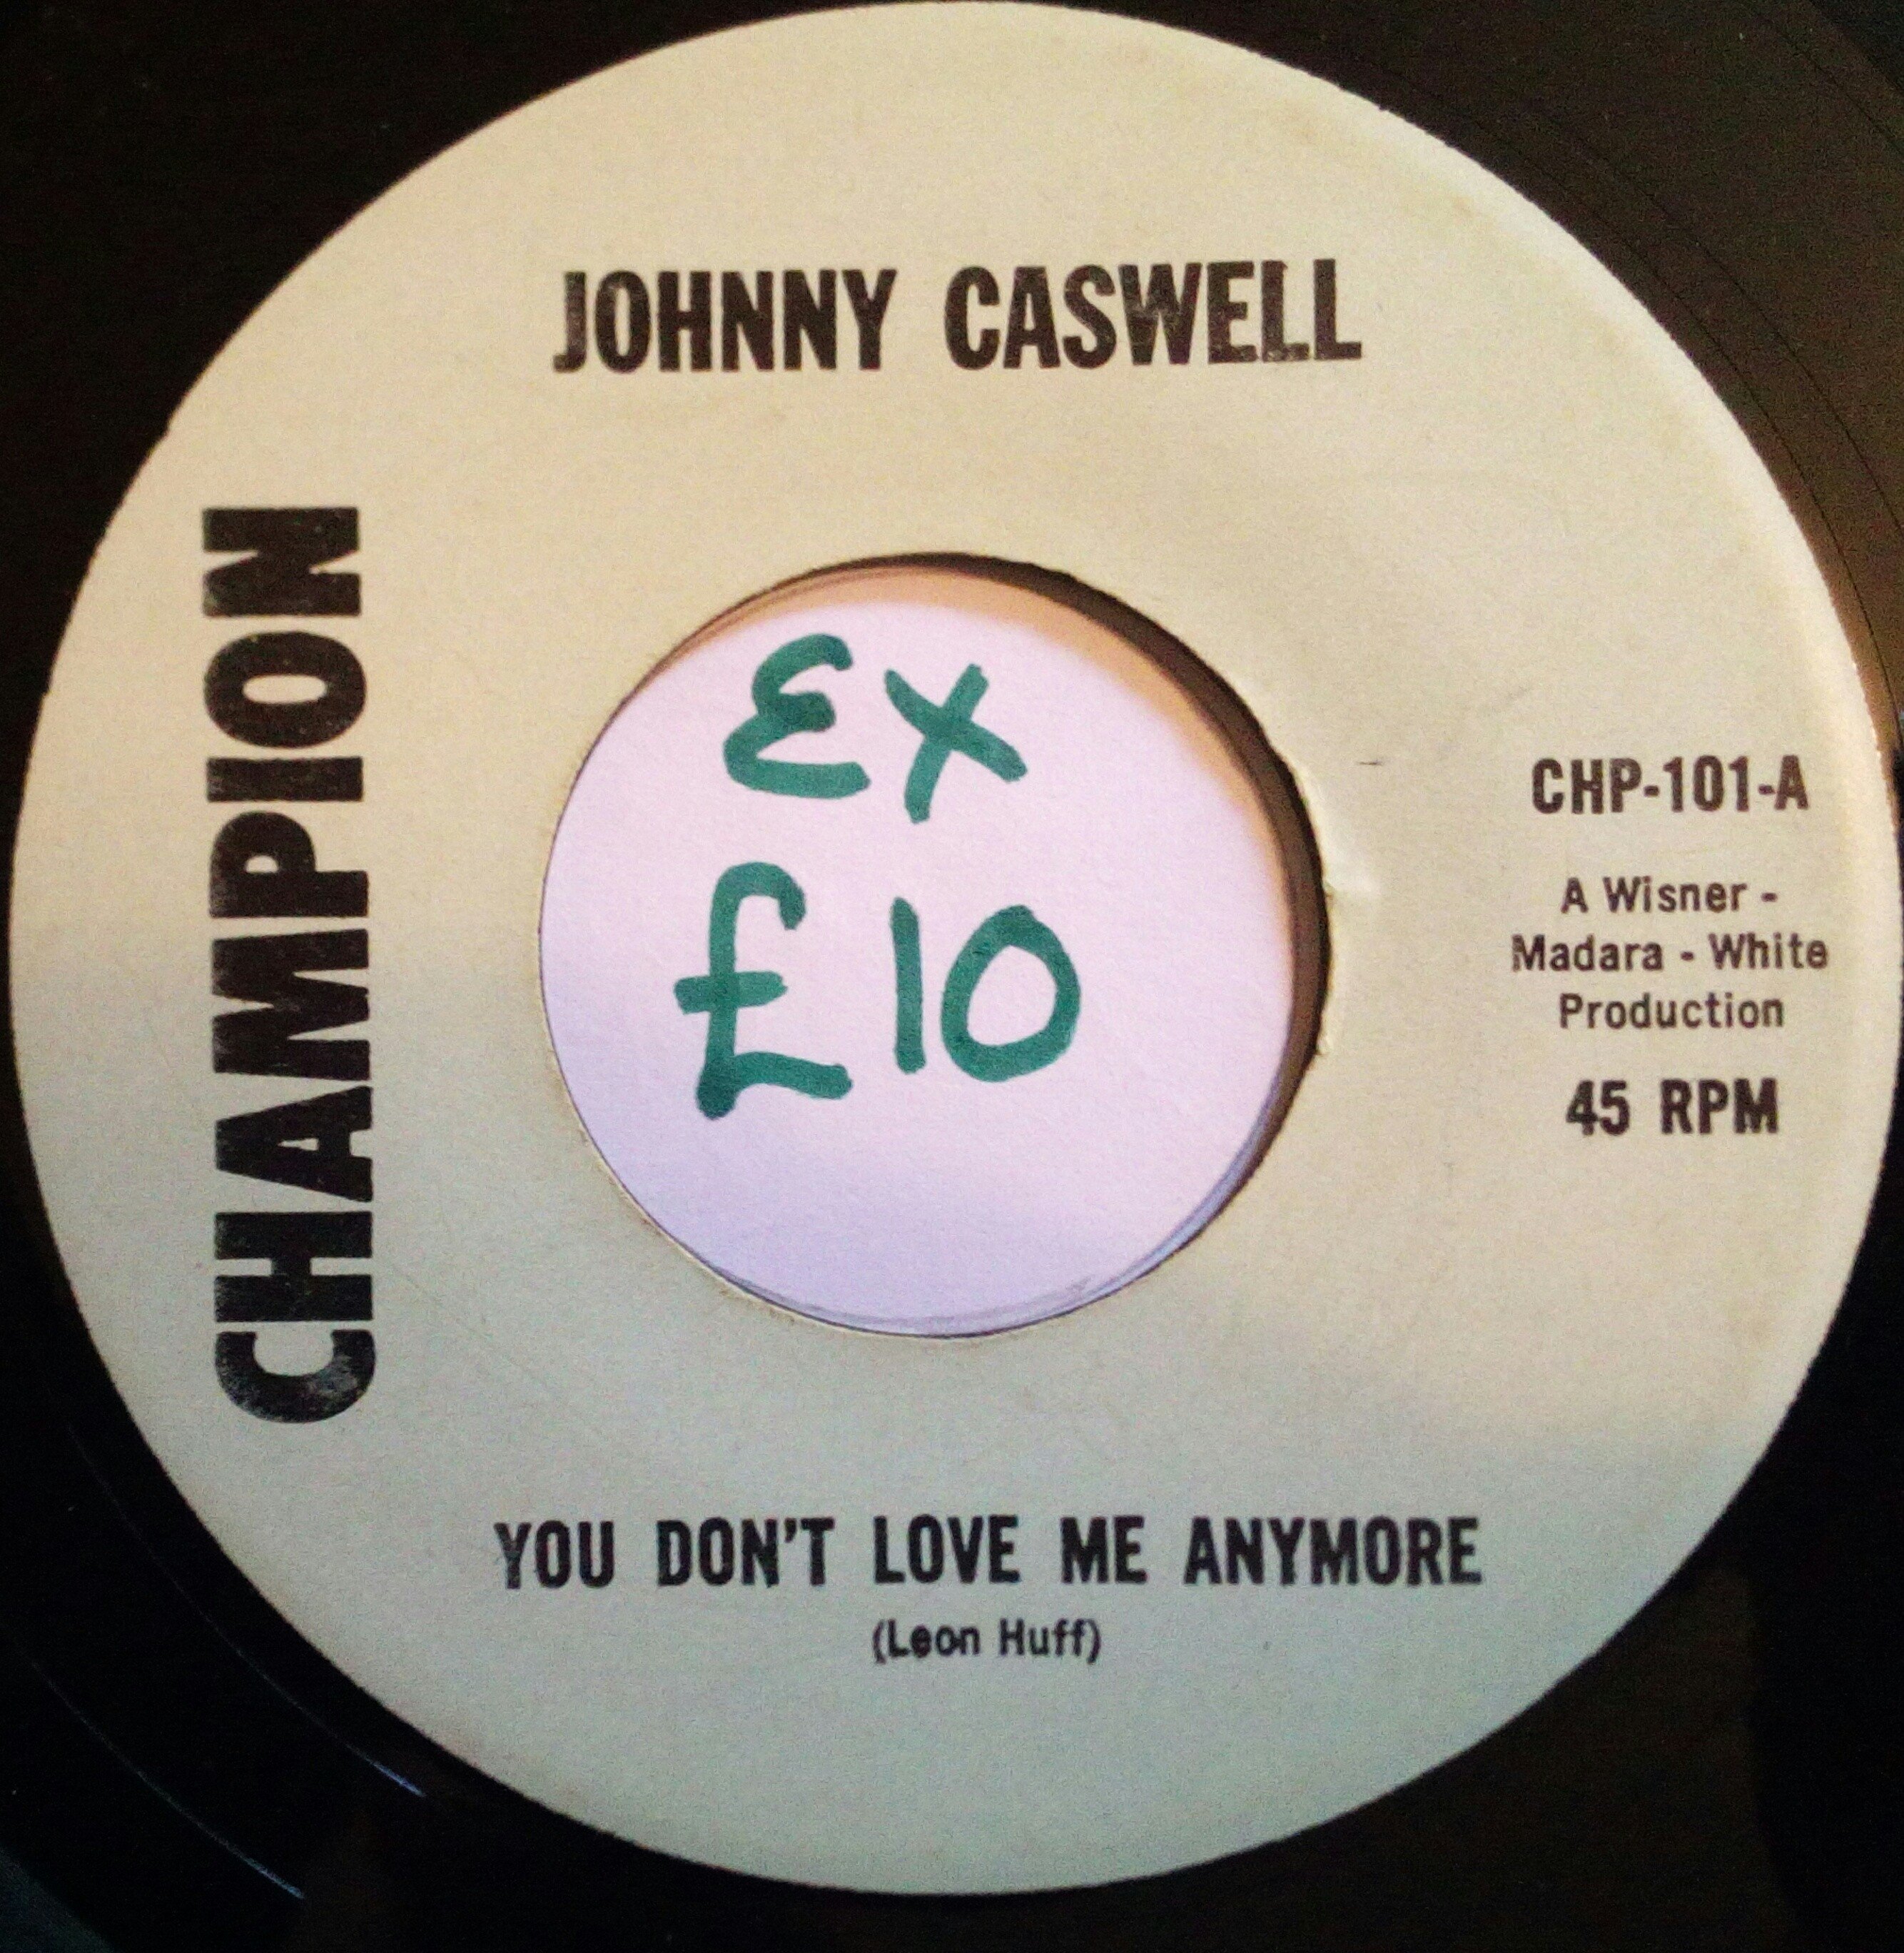 JOHNNY CASWELL
CHAMPION
EX
£10
CHP-101-A
A Wisner -
Madara - White
Production
45 RPM
YOU DON'T LOVE ME ANYMORE
(Leon Huff)